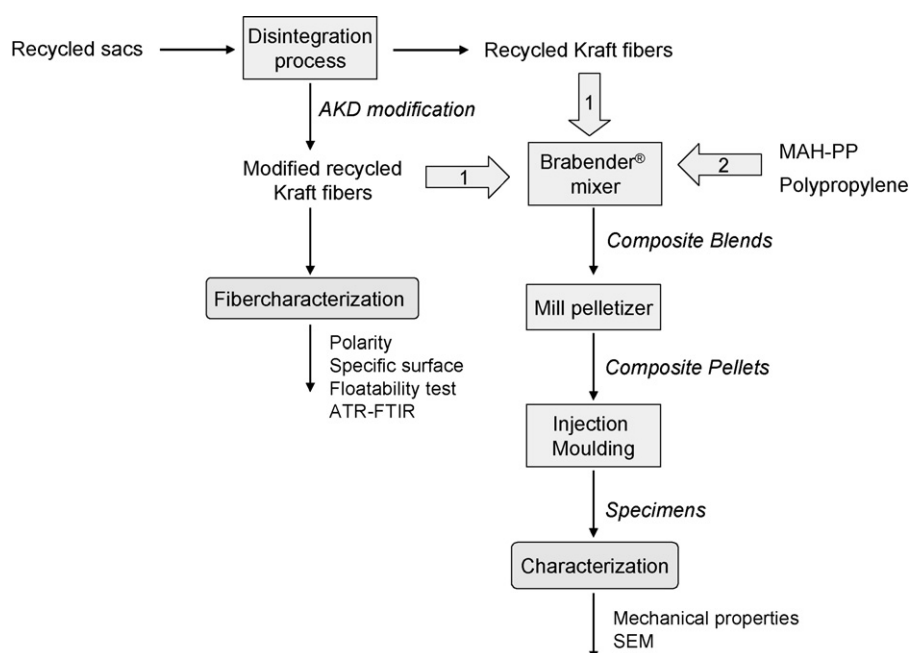 Recycled sacs
Disintegration
process
Recycled Kraft fibers
AKD modification
1
Modified recycled
Kraft fibers
1
Brabender® 
mixer
2
MAH-PP
Polypropylene
Composite Blends
Fibercharacterization
Mill pelletizer
Polarity
Specific surface
Floatability test
ATR-FTIR
Composite Pellets
Injection
Moulding
Specimens
Characterization
Mechanical properties
SEM